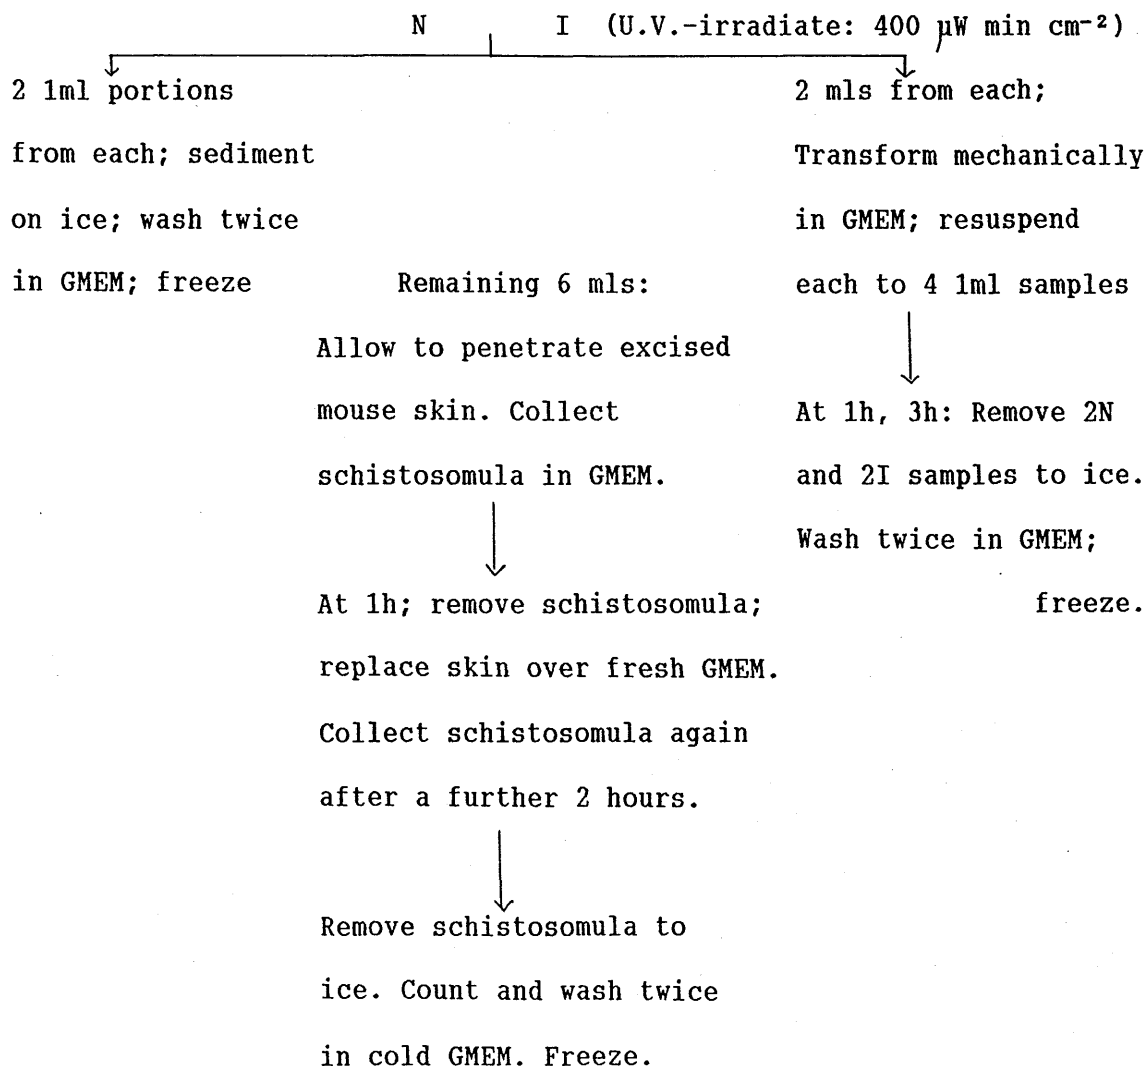 N I (U.V.-irradiate: 400 µW min cm⁻²)
2 1ml portions
from each; sediment
on ice; wash twice
in GMEM; freeze
Remaining 6 mls:
Allow to penetrate excised
mouse skin. Collect
schistosomula in GMEM.
At 1h; remove schistosomula;
replace skin over fresh GMEM.
Collect schistosomula again
after a further 2 hours.
Remove schistosomula to
ice. Count and wash twice
in cold GMEM. Freeze.
2 mls from each;
Transform mechanically
in GMEM; resuspend
each to 4 1ml samples
At 1h, 3h: Remove 2N
and 2I samples to ice.
Wash twice in GMEM;
freeze.